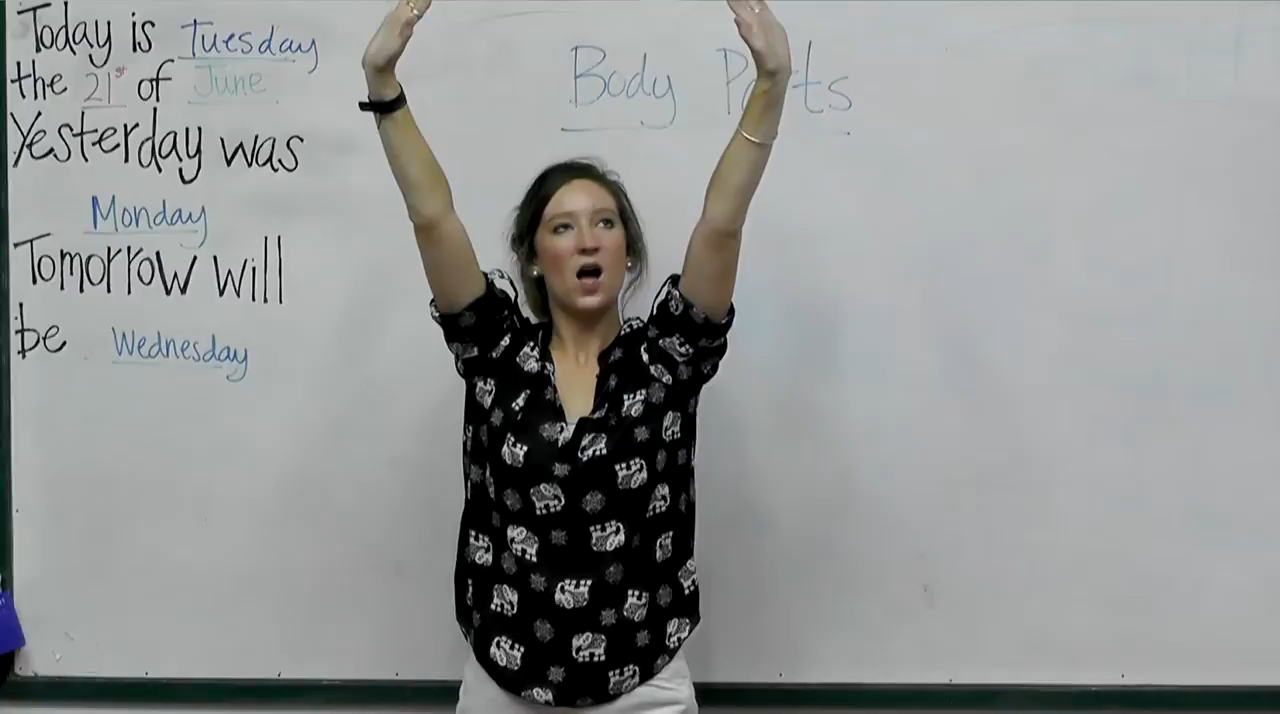 Today is Tuesday
the 21st of June
Yesterday was
Monday
Tomorrow will
be Wednesday
Body